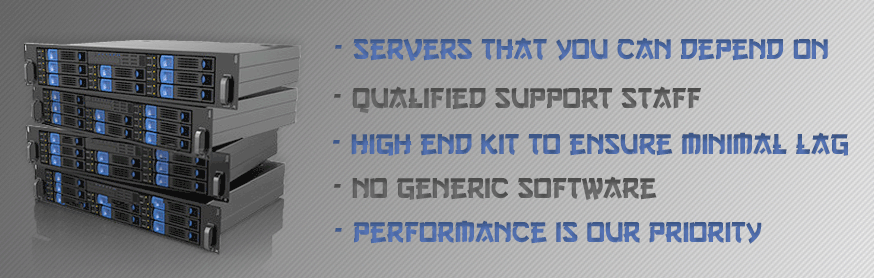 - SERVERS THAT YOU CAN DEPEND ON
- QUALIFIED SUPPORT STAFF
- HIGH END KIT TO ENSURE MINIMAL LAG
- NO GENERIC SOFTWARE
- PERFORMANCE IS OUR PRIORITY